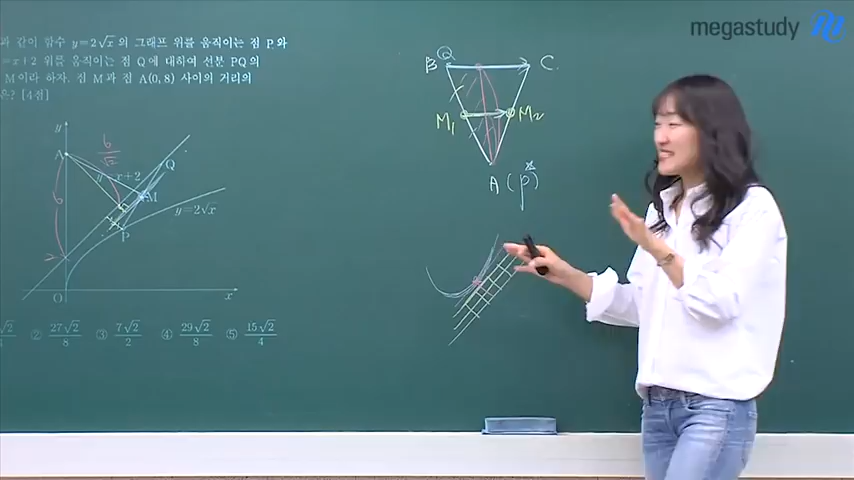 megastudy
과 같이 함수 y=2√x 의 그래프 위를 움직이는 점 P 와
=x+2 위를 움직이는 점 Q에 대하여 선분 PQ의
M이라 하자. 점 M과 점 A(0, 8) 사이의 거리의
은? [4점]
y
A
6/√2
x+2
Q
M
6
y=2√x
P
2
O
x
② 27√2/8 ③ 7√2/2 ④ 29√2/8 ⑤ 15√2/4
B Q C
M₁ M₂
A (P)